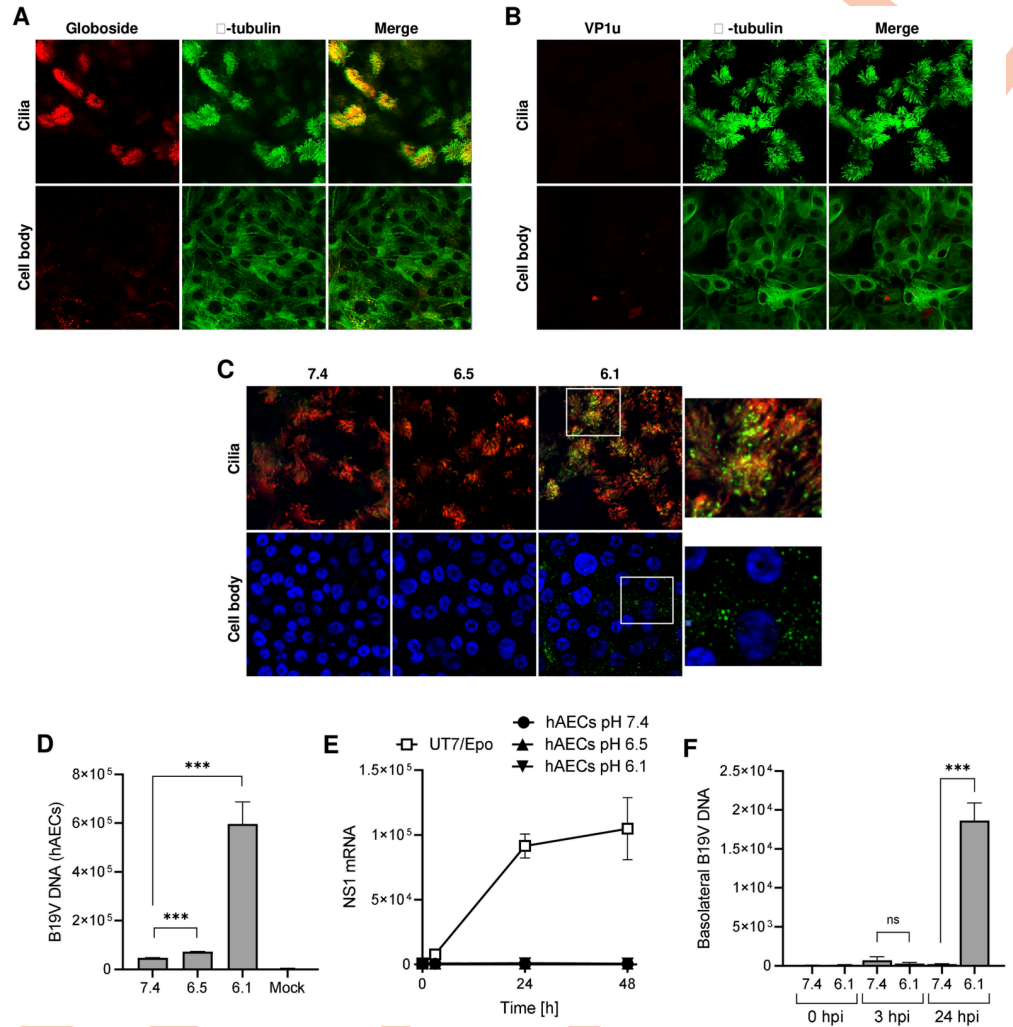 A
Globoside
□-tubulin
Merge
Cilia
Cell body
B
VP1u
□-tubulin
Merge
Cilia
Cell body
C
7.4
6.5
6.1
Cilia
Cell body
D
B19V DNA (hAECs)
8×10⁵
6×10⁵
4×10⁵
2×10⁵
0
***
***
7.4
6.5
6.1
Mock
E
UT7/Epo
hAECs pH 7.4
hAECs pH 6.5
hAECs pH 6.1
NS1 mRNA
1.5×10⁵
1×10⁵
5×10⁴
0
0
24
48
Time [h]
F
Basolateral B19V DNA
2.5×10⁴
2×10⁴
1×10⁴
1×10⁴
5×10³
0
ns
***
7.4
6.1
7.4
6.1
7.4
6.1
0 hpi
3 hpi
24 hpi